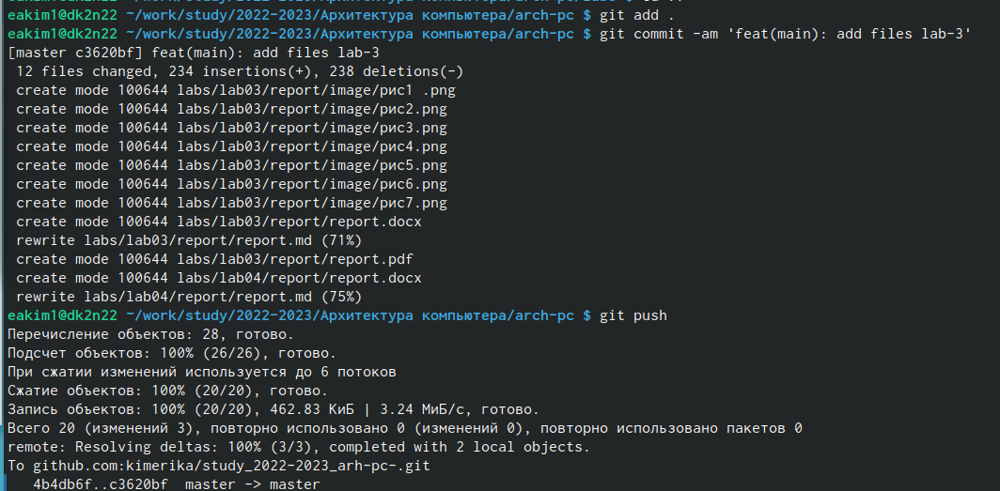 eakim1@dk2n22 ~/work/study/2022-2023/Архитектура компьютера/arch-pc $ git add .
eakim1@dk2n22 ~/work/study/2022-2023/Архитектура компьютера/arch-pc $ git commit -am 'feat(main): add files lab-3'
[master c3620bf] feat(main): add files lab-3
 12 files changed, 234 insertions(+), 238 deletions(-)
 create mode 100644 labs/lab03/report/image/рис1 .png
 create mode 100644 labs/lab03/report/image/рис2.png
 create mode 100644 labs/lab03/report/image/рис3.png
 create mode 100644 labs/lab03/report/image/рис4.png
 create mode 100644 labs/lab03/report/image/рис5.png
 create mode 100644 labs/lab03/report/image/рис6.png
 create mode 100644 labs/lab03/report/image/рис7.png
 create mode 100644 labs/lab03/report/report.docx
 rewrite labs/lab03/report/report.md (71%)
 create mode 100644 labs/lab03/report/report.pdf
 create mode 100644 labs/lab04/report/report.docx
 rewrite labs/lab04/report/report.md (75%)
eakim1@dk2n22 ~/work/study/2022-2023/Архитектура компьютера/arch-pc $ git push
Перечисление объектов: 28, готово.
Подсчет объектов: 100% (26/26), готово.
При сжатии изменений используется до 6 потоков
Сжатие объектов: 100% (20/20), готово.
Запись объектов: 100% (20/20), 462.83 КиБ | 3.24 МиБ/с, готово.
Всего 20 (изменений 3), повторно использовано 0 (изменений 0), повторно использовано пакетов 0
remote: Resolving deltas: 100% (3/3), completed with 2 local objects.
To github.com:kimerika/study_2022-2023_arh-pc-.git
   4b4db6f..c3620bf  master -> master